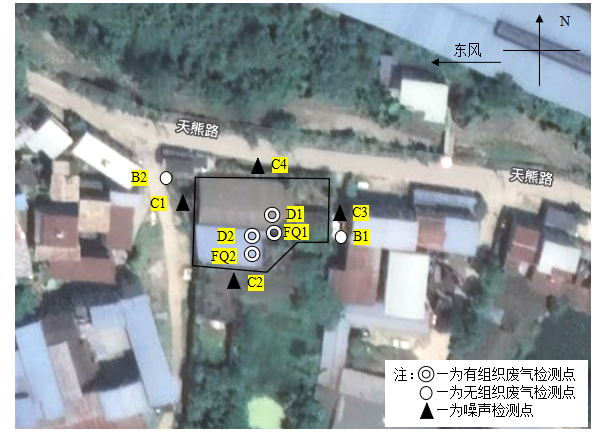 N
东风
天熊路
天熊路
C4
B2
C1
D1
C3
D2
FQ1
B1
FQ2
C2
注：◎一为有组织废气检测点
○一为无组织废气检测点
▲一为噪声检测点